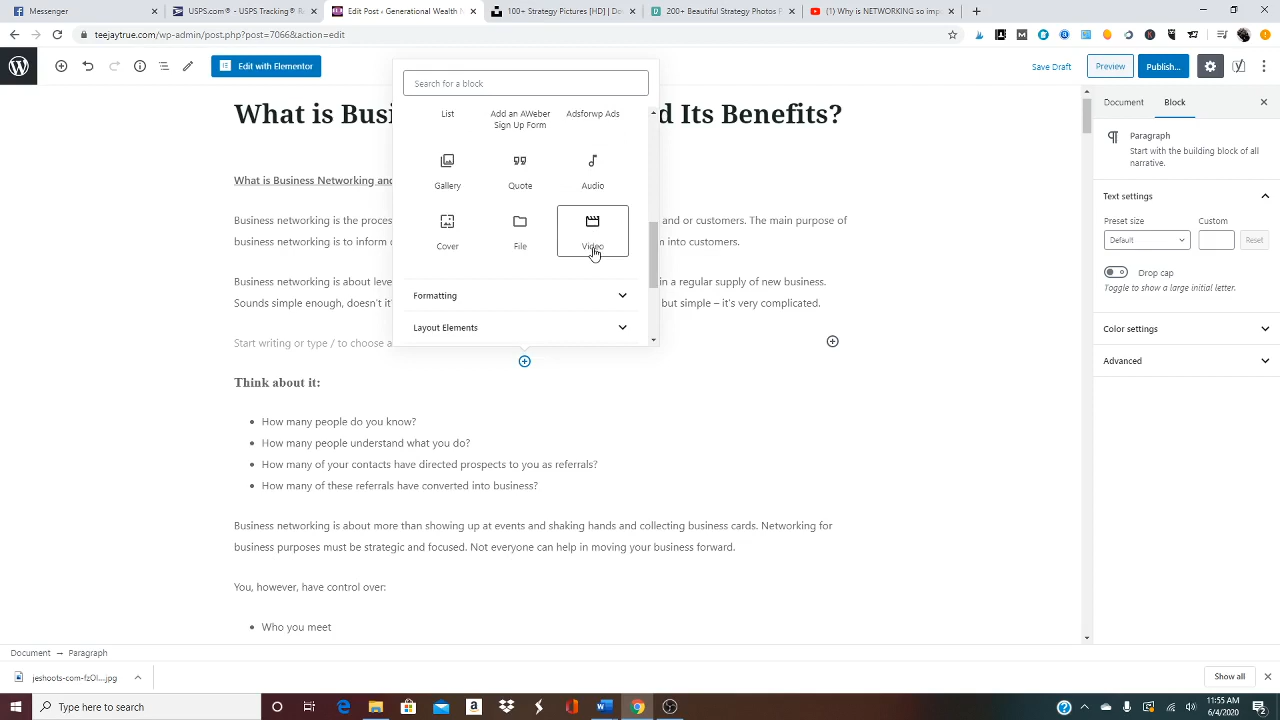 Messenger
USPS.com® - USPS Tracking® R
Edit Post ‹ Generational Wealth N
100+ Strategy Pictures [HD] | Do
200+ Strategy Photos
(1) Why is NETWORKING so imp
teejaytrue.com/wp-admin/post.php?post=7066&action=edit
Edit with Elementor
Save Draft
Preview
Publish...
Search for a block
List
Add an AWeber
Sign Up Form
Adsforwp Ads
Gallery
Quote
Audio
Cover
File
Video
Formatting
Layout Elements
What is Busi
d Its Benefits?
What is Business Networking and
Business networking is the proces
and or customers. The main purpose of
business networking is to inform
into customers.
Business networking is about leve
in a regular supply of new business.
Sounds simple enough, doesn't it
but simple – it's very complicated.
Start writing or type / to choose a
Think about it:
• How many people do you know?
• How many people understand what you do?
• How many of your contacts have directed prospects to you as referrals?
• How many of these referrals have converted into business?
Business networking is about more than showing up at events and shaking hands and collecting business cards. Networking for
business purposes must be strategic and focused. Not everyone can help in moving your business forward.
You, however, have control over:
• Who you meet
Document
Block
Paragraph
Start with the building block of all
narrative.
Text settings
Preset size
Custom
Default
Reset
Drop cap
Toggle to show a large initial letter.
Color settings
Advanced
Document → Paragraph
jeshoots-com-fzOI...jpg
Show all
Type here to search
11:55 AM
6/4/2020